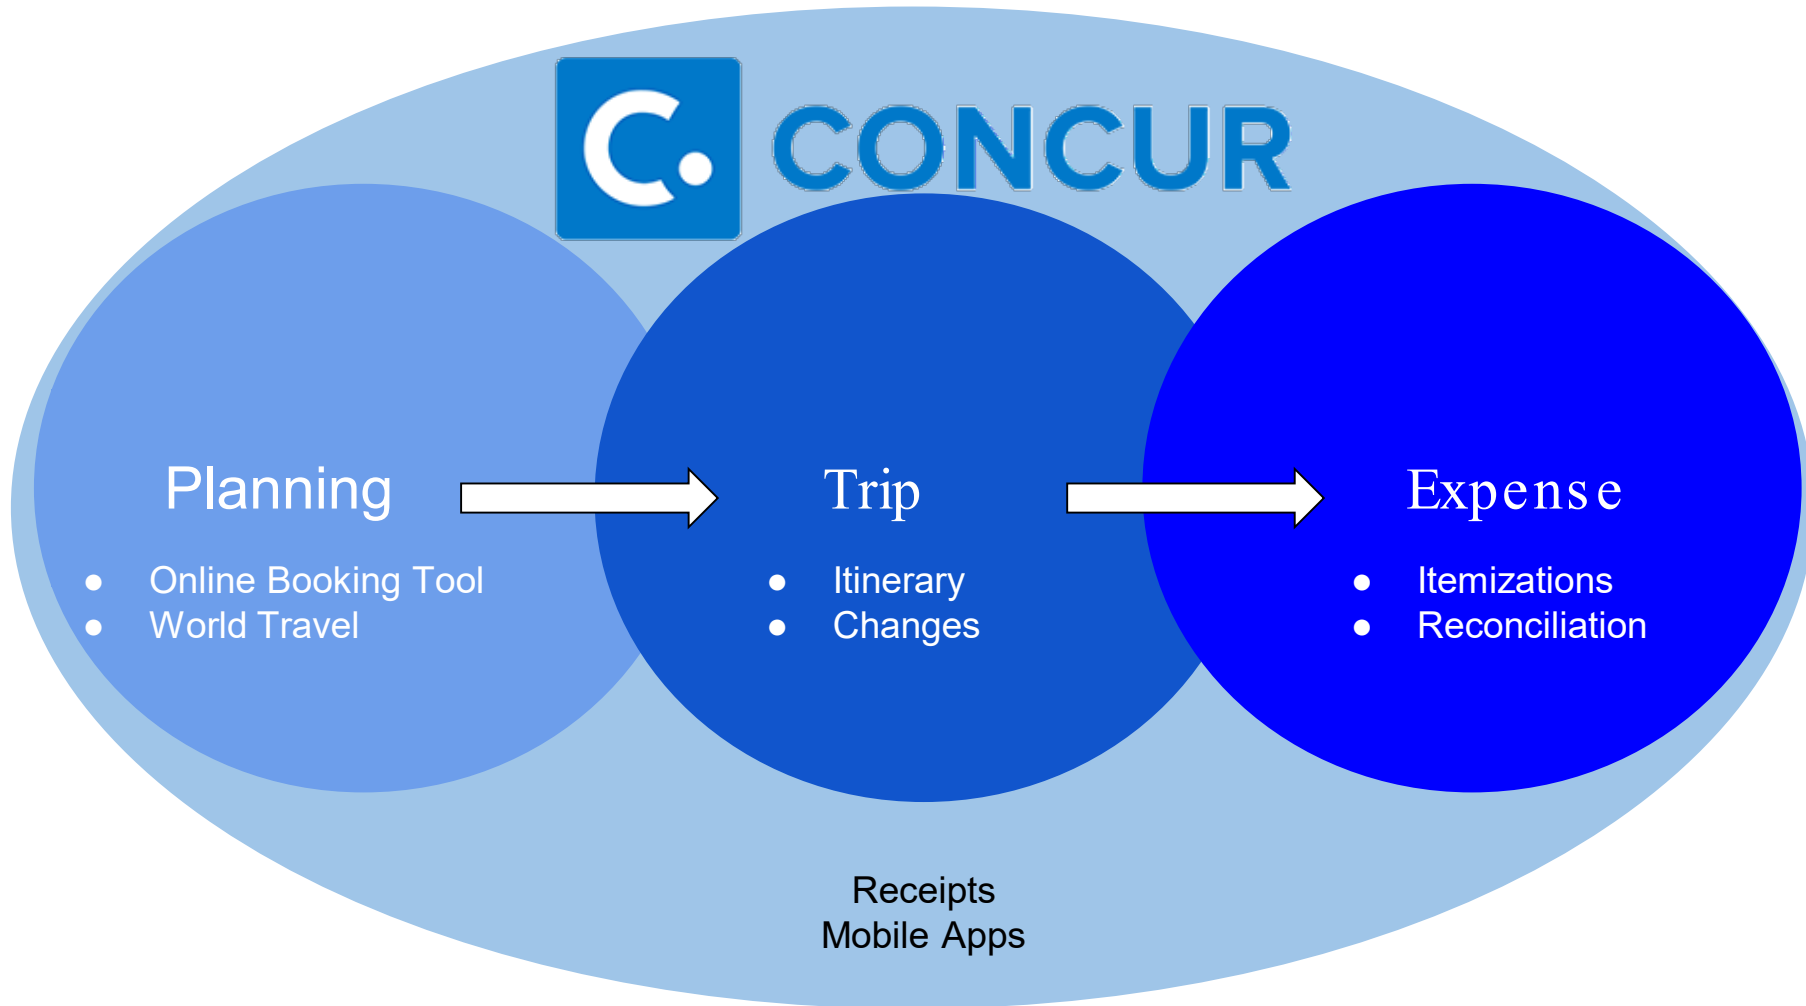 C. CONCUR
Planning
● Online Booking Tool
● World Travel
Trip
● Itinerary
● Changes
Expense
● Itemizations
● Reconciliation
Receipts
Mobile Apps